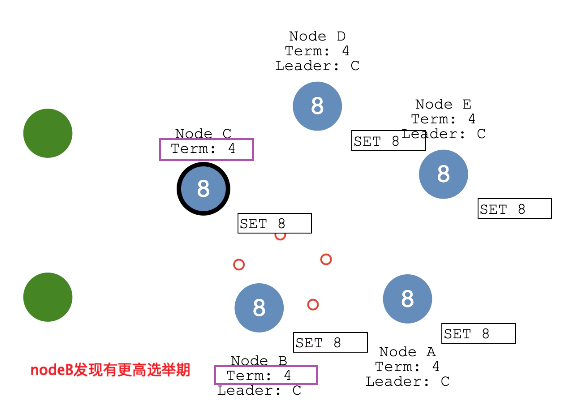 Node D
Term: 4
Leader: C
8
SET 8
Node E
Term: 4
Leader: C
8
SET 8
Node C
Term: 4
8
SET 8
Node B
Term: 4
Leader: C
8
SET 8
Node A
Term: 4
Leader: C
8
SET 8
nodeB发现有更高选举期